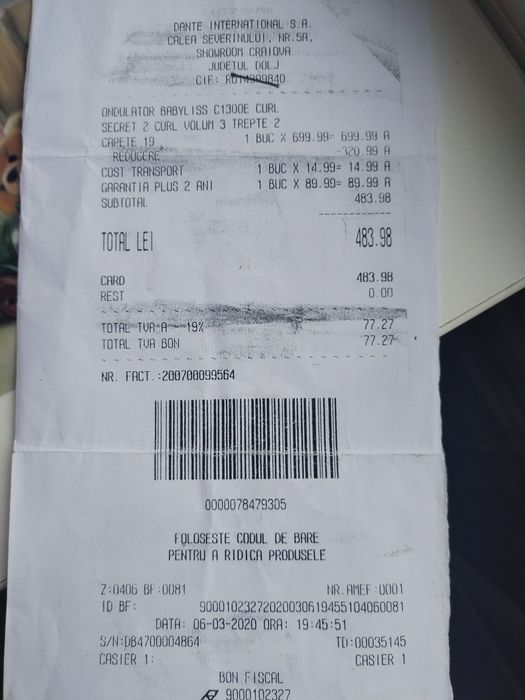 DANTE INTERNATIONAL S.A.
CALEA SEVERINULUI, NR.5A,
SHOWROOM CRAIOVA
JUDETUL DOLJ
CIF: RO14399840
ONDULATOR BABYLISS C1300E CURL
SECRET 2 CURL VOLUM 3 TREPTE 2
CAPETE 19 1 BUC X 699.99= 699.99 A
REDUCERE -320.99 A
COST TRANSPORT 1 BUC X 14.99= 14.99 A
GARANTIA PLUS 2 ANI 1 BUC X 89.99= 89.99 A
SUBTOTAL 483.98
TOTAL LEI 483.98
CARD 483.98
REST 0.00
TOTAL TVA A - 19% 77.27
TOTAL TVA BON 77.27
NR. FACT.:200700099564
0000078479305
FOLOSESTE CODUL DE BARE
PENTRU A RIDICA PRODUSELE
Z:0406 BF:0081 NR.AMEF:0001
ID BF: 90001023272020030619455104060081
DATA: 06-03-2020 ORA: 19:45:51
S/N:DB4700004864 TD:00035145
CASIER 1: CASIER 1
BON FISCAL
9000102327